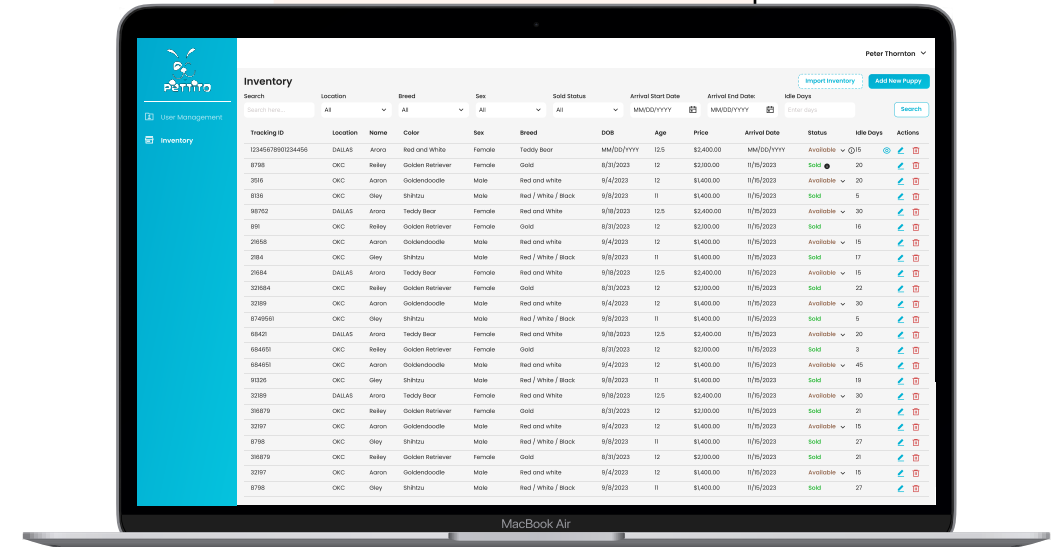 Peter Thornton
PETTITO
Inventory
Import Inventory
Add New Puppy
Search Location Breed Sex Sold Status Arrival Start Date Arrival End Date: Idle Days
Search here... All All All All MM/DD/YYYY MM/DD/YYYY Enter days Search
User Management
Inventory
Tracking ID Location Name Color Sex Breed DOB Age Price Arrival Date Status Idle Days Actions
12345678901234456 DALLAS Arora Red and White Female Teddy Bear MM/DD/YYYY 12.5 $2,400.00 MM/DD/YYYY Available 15
8798 OKC Reiley Golden Retriever Female Gold 8/31/2023 12 $2,100.00 11/15/2023 Sold 20
3516 OKC Aaron Goldendoodle Male Red and white 9/4/2023 12 $1,400.00 11/15/2023 Available 20
8136 OKC Gley Shihtzu Male Red / White / Black 9/8/2023 11 $1,400.00 11/15/2023 Sold 5
98762 DALLAS Arora Teddy Bear Female Red and White 9/18/2023 12.5 $2,400.00 11/15/2023 Available 30
891 OKC Reiley Golden Retriever Female Gold 8/31/2023 12 $2,100.00 11/15/2023 Sold 16
21658 OKC Aaron Goldendoodle Male Red and white 9/4/2023 12 $1,400.00 11/15/2023 Available 15
2184 OKC Gley Shihtzu Male Red / White / Black 9/8/2023 11 $1,400.00 11/15/2023 Sold 17
21684 DALLAS Arora Teddy Bear Female Red and White 9/18/2023 12.5 $2,400.00 11/15/2023 Available 15
321684 OKC Reiley Golden Retriever Female Gold 8/31/2023 12 $2,100.00 11/15/2023 Sold 22
32189 OKC Aaron Goldendoodle Male Red and white 9/4/2023 12 $1,400.00 11/15/2023 Available 30
8749561 OKC Gley Shihtzu Male Red / White / Black 9/8/2023 11 $1,400.00 11/15/2023 Sold 5
68421 DALLAS Arora Teddy Bear Female Red and White 9/18/2023 12.5 $2,400.00 11/15/2023 Available 20
684651 OKC Reiley Golden Retriever Female Gold 8/31/2023 12 $2,100.00 11/15/2023 Sold 3
684651 OKC Aaron Goldendoodle Male Red and white 9/4/2023 12 $1,400.00 11/15/2023 Available 45
91326 OKC Gley Shihtzu Male Red / White / Black 9/8/2023 11 $1,400.00 11/15/2023 Sold 19
32189 DALLAS Arora Teddy Bear Female Red and White 9/18/2023 12.5 $2,400.00 11/15/2023 Available 30
316879 OKC Reiley Golden Retriever Female Gold 8/31/2023 12 $2,100.00 11/15/2023 Sold 21
32197 OKC Aaron Goldendoodle Male Red and white 9/4/2023 12 $1,400.00 11/15/2023 Available 15
8798 OKC Gley Shihtzu Male Red / White / Black 9/8/2023 11 $1,400.00 11/15/2023 Sold 27
316879 OKC Reiley Golden Retriever Female Gold 8/31/2023 12 $2,100.00 11/15/2023 Sold 21
32197 OKC Aaron Goldendoodle Male Red and white 9/4/2023 12 $1,400.00 11/15/2023 Available 15
8798 OKC Gley Shihtzu Male Red / White / Black 9/8/2023 11 $1,400.00 11/15/2023 Sold 27
MacBook Air